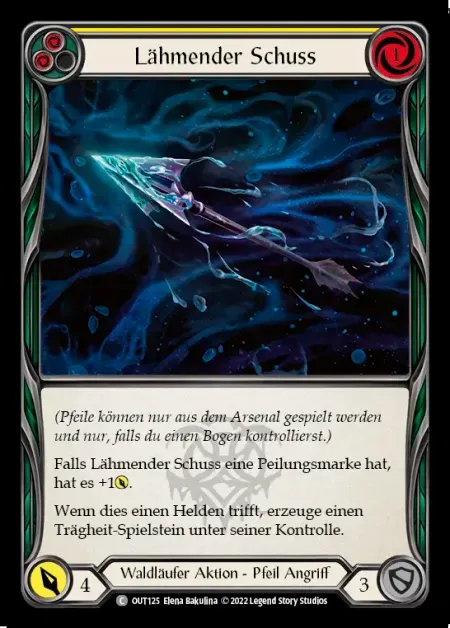 Lähmender Schuss
1
(Pfeile können nur aus dem Arsenal gespielt werden
und nur, falls du einen Bogen kontrollierst.)
Falls Lähmender Schuss eine Peilungsmarke hat,
hat es +1.
Wenn dies einen Helden trifft, erzeuge einen
Trägheit-Spielstein unter seiner Kontrolle.
4
Waldläufer Aktion - Pfeil Angriff
3
C OUT125 Elena Bakulina © 2022 Legend Story Studios